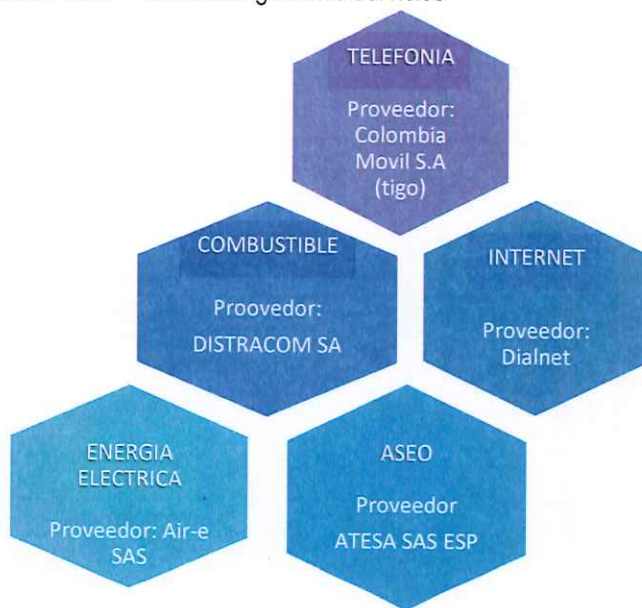 TELEFONIA
Proveedor:
Colombia
Movil S.A
(tigo)
COMBUSTIBLE
Proovedor:
DISTRACOM SA
INTERNET
Proveedor:
Dialnet
ENERGIA
ELECTRICA
Proveedor: Air-e
SAS
ASEO
Proveedor
ATESA SAS ESP